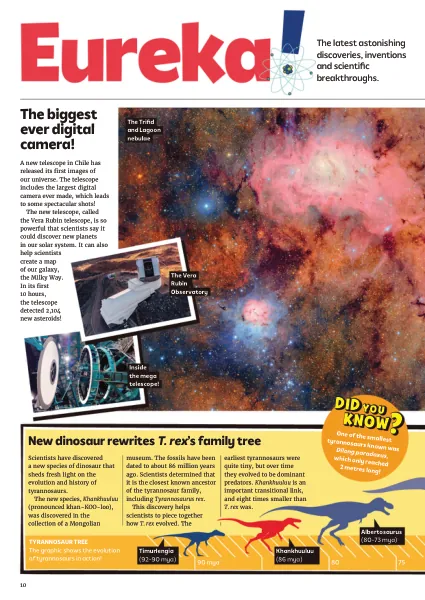 Eureka!
The latest astonishing
discoveries, inventions
and scientific
breakthroughs.
The biggest
ever digital
camera!
A new telescope in Chile has
released its first images of
our universe. The telescope
includes the largest digital
camera ever made, which leads
to some spectacular shots!
The new telescope, called
the Vera Rubin telescope, is so
powerful that scientists say it
could discover new planets
in our solar system. It can also
help scientists
create a map
of our galaxy,
the Milky Way.
In its first
10 hours,
the telescope
detected 2,104
new asteroids!
The Trifid
and Lagoon
nebulae
The Vera
Rubin
Observatory
Inside
the mega
telescope!
DID YOU
KNOW?
One of the smallest
tyrannosaurs known was
Dilong paradoxus,
which only reached
2 metres long!
New dinosaur rewrites T. rex's family tree
Scientists have discovered
a new species of dinosaur that
sheds fresh light on the
evolution and history of
tyrannosaurs.
The new species, Khankhuuluu
(pronounced khan-KOO-loo),
was discovered in the
collection of a Mongolian
museum. The fossils have been
dated to about 86 million years
ago. Scientists determined that
it is the closest known ancestor
of the tyrannosaur family,
including Tyrannosaurus rex.
This discovery helps
scientists to piece together
how T. rex evolved. The
earliest tyrannosaurs were
quite tiny, but over time
they evolved to be dominant
predators. Khankhuuluu is an
important transitional link,
and eight times smaller than
T. rex was.
TYRANNOSAUR TREE
The graphic shows the evolution
of tyrannosaurs in action!
Timurlengia
(92–90 mya)
Khankhuuluu
(86 mya)
Albertosaurus
(80–73 mya)
90 mya
80
75
10